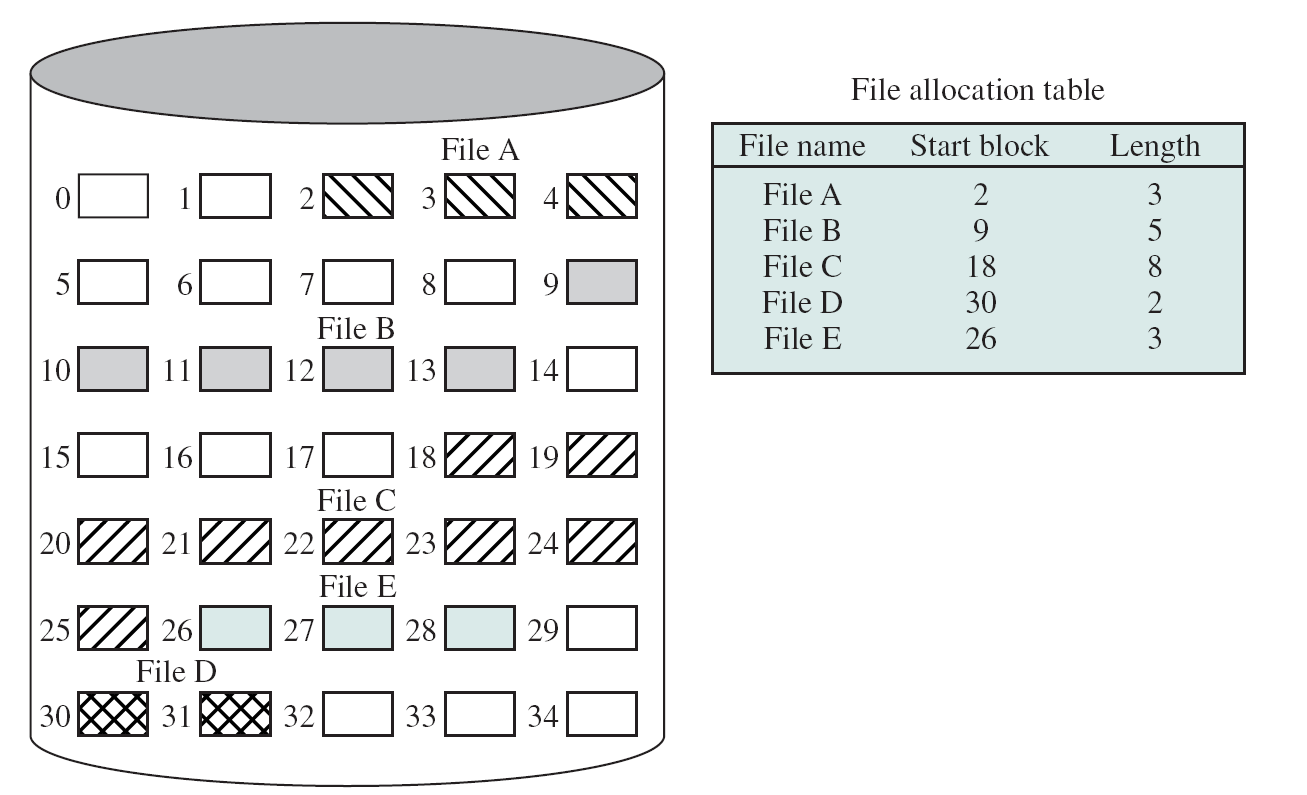 File allocation table
File name Start block Length
File A 2 3
File B 9 5
File C 18 8
File D 30 2
File E 26 3
File A
0 1 2 3 4
5 6 7 8 9
File B
10 11 12 13 14
15 16 17 18 19
File C
20 21 22 23 24
File E
25 26 27 28 29
File D
30 31 32 33 34